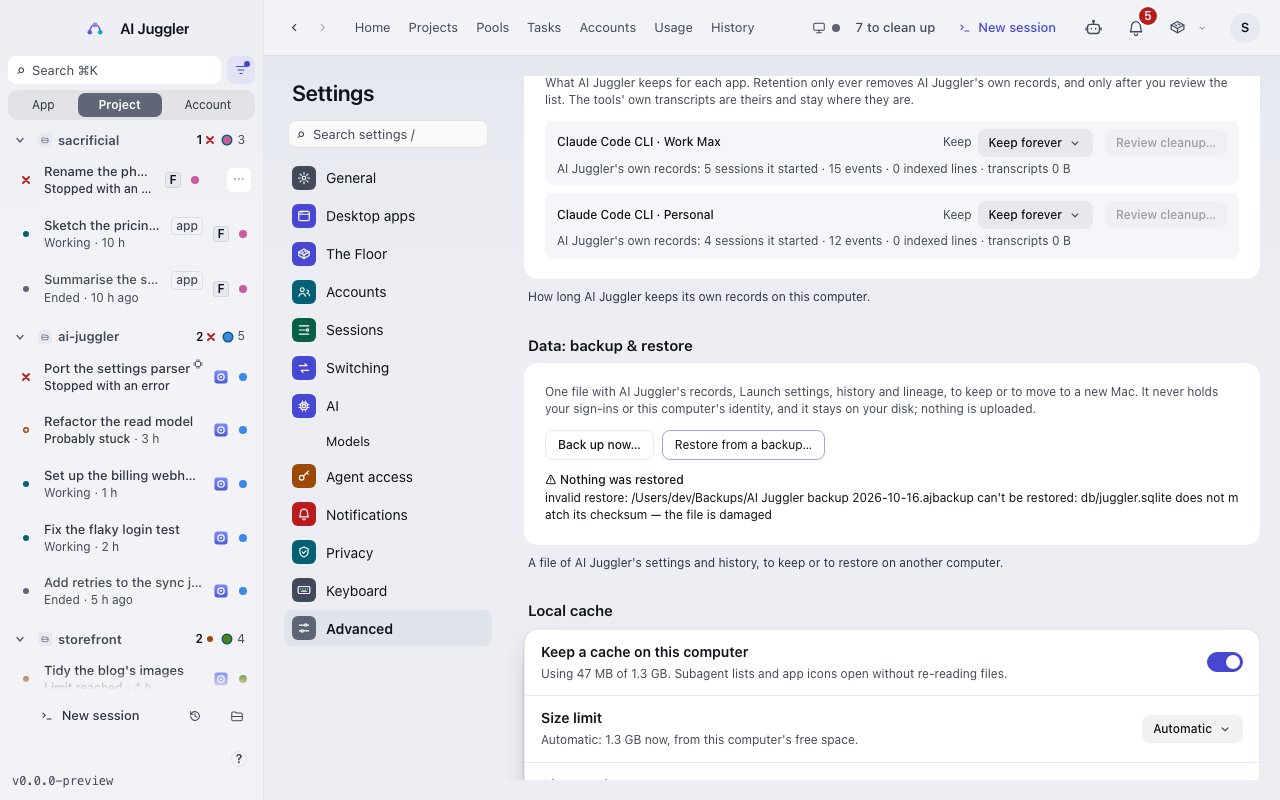 AI Juggler
Search ⌘K
App Project Account
sacrificial 1 3
Rename the ph... F
Stopped with an ...
Sketch the pricin... app F
Working · 10 h
Summarise the s... app F
Ended · 10 h ago
ai-juggler 2 5
Port the settings parser
Stopped with an error
Refactor the read model
Probably stuck · 3 h
Set up the billing webh...
Working · 1 h
Fix the flaky login test
Working · 2 h
Add retries to the sync j...
Ended · 5 h ago
storefront 2 4
Tidy the blog's images
Limit reached · 4 h
New session
?
v0.0.0-preview
Home Projects Pools Tasks Accounts Usage History
7 to clean up
New session
5
S
Settings
Search settings /
General
Desktop apps
The Floor
Accounts
Sessions
Switching
AI
Models
Agent access
Notifications
Privacy
Keyboard
Advanced
What AI Juggler keeps for each app. Retention only ever removes AI Juggler's own records, and only after you review the
list. The tools' own transcripts are theirs and stay where they are.
Claude Code CLI · Work Max Keep Keep forever Review cleanup...
AI Juggler's own records: 5 sessions it started · 15 events · 0 indexed lines · transcripts 0 B
Claude Code CLI · Personal Keep Keep forever Review cleanup...
AI Juggler's own records: 4 sessions it started · 12 events · 0 indexed lines · transcripts 0 B
How long AI Juggler keeps its own records on this computer.
Data: backup & restore
One file with AI Juggler's records, Launch settings, history and lineage, to keep or to move to a new Mac. It never holds
your sign-ins or this computer's identity, and it stays on your disk; nothing is uploaded.
Back up now... Restore from a backup...
Nothing was restored
invalid restore: /Users/dev/Backups/AI Juggler backup 2026-10-16.ajbackup can't be restored: db/juggler.sqlite does not m
atch its checksum — the file is damaged
A file of AI Juggler's settings and history, to keep or to restore on another computer.
Local cache
Keep a cache on this computer
Using 47 MB of 1.3 GB. Subagent lists and app icons open without re-reading files.
Size limit Automatic
Automatic: 1.3 GB now, from this computer's free space.